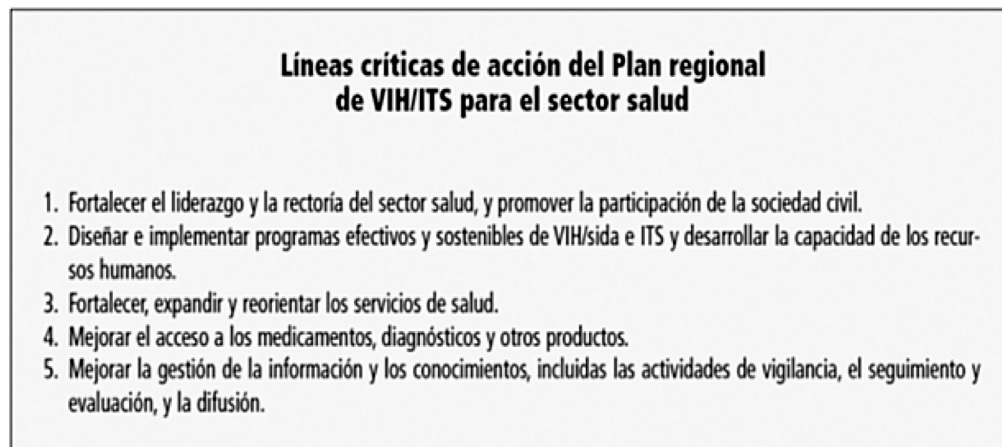 Líneas críticas de acción del Plan regional
de VIH/ITS para el sector salud
1. Fortalecer el liderazgo y la rectoría del sector salud, y promover la participación de la sociedad civil.
2. Diseñar e implementar programas efectivos y sostenibles de VIH/sida e ITS y desarrollar la capacidad de los recur-
sos humanos.
3. Fortalecer, expandir y reorientar los servicios de salud.
4. Mejorar el acceso a los medicamentos, diagnósticos y otros productos.
5. Mejorar la gestión de la información y los conocimientos, incluidas las actividades de vigilancia, el seguimiento y
evaluación, y la difusión.